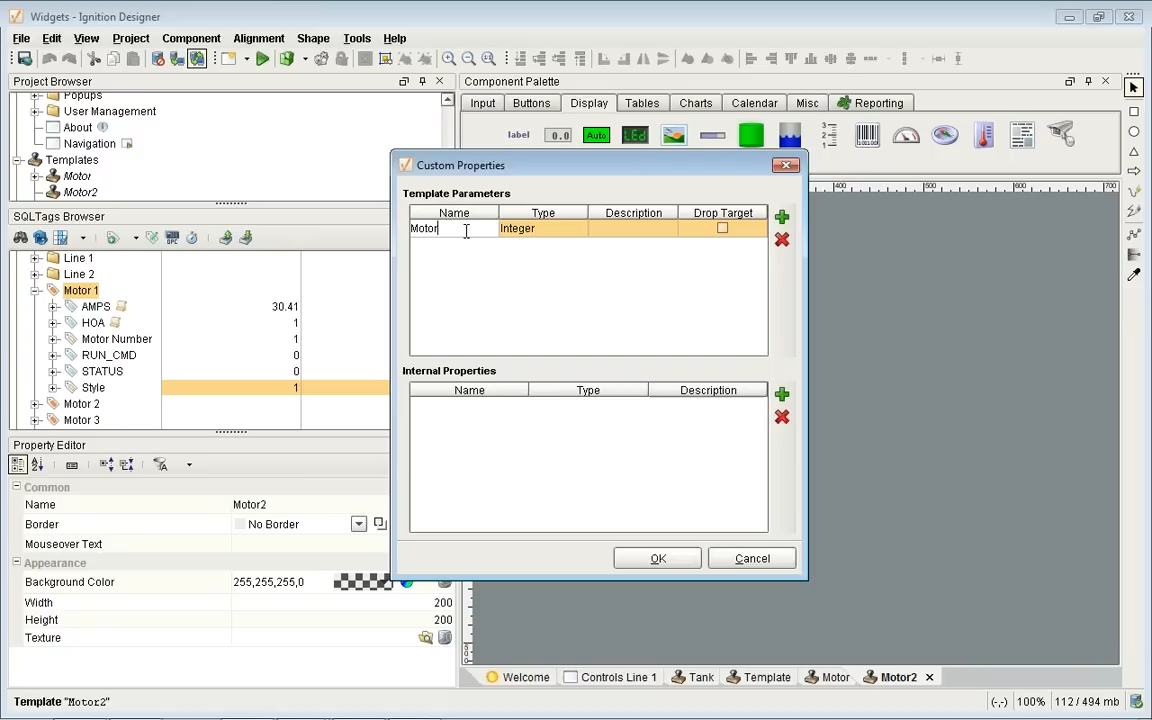 Widgets - Ignition Designer
File Edit View Project Component Alignment Shape Tools Help
Project Browser
Popups
User Management
About
Navigation
Templates
Motor
Motor2
SQLTags Browser
Line 1
Line 2
Motor 1
AMPS 30.41
HOA 1
Motor Number 1
RUN_CMD 0
STATUS 0
Style 1
Motor 2
Motor 3
Property Editor
Common
Name Motor2
Border No Border
Mouseover Text
Appearance
Background Color 255,255,255,0
Width 200
Height 200
Texture
Component Palette
Input Buttons Display Tables Charts Calendar Misc Reporting
label 0.0 Auto LEd
400 500 600 700
Custom Properties
Template Parameters
Name Type Description Drop Target
Motor Integer
Internal Properties
Name Type Description
OK Cancel
Welcome Controls Line 1 Tank Template Motor Motor2
Template "Motor2" (-,-) 100% 112 / 494 mb